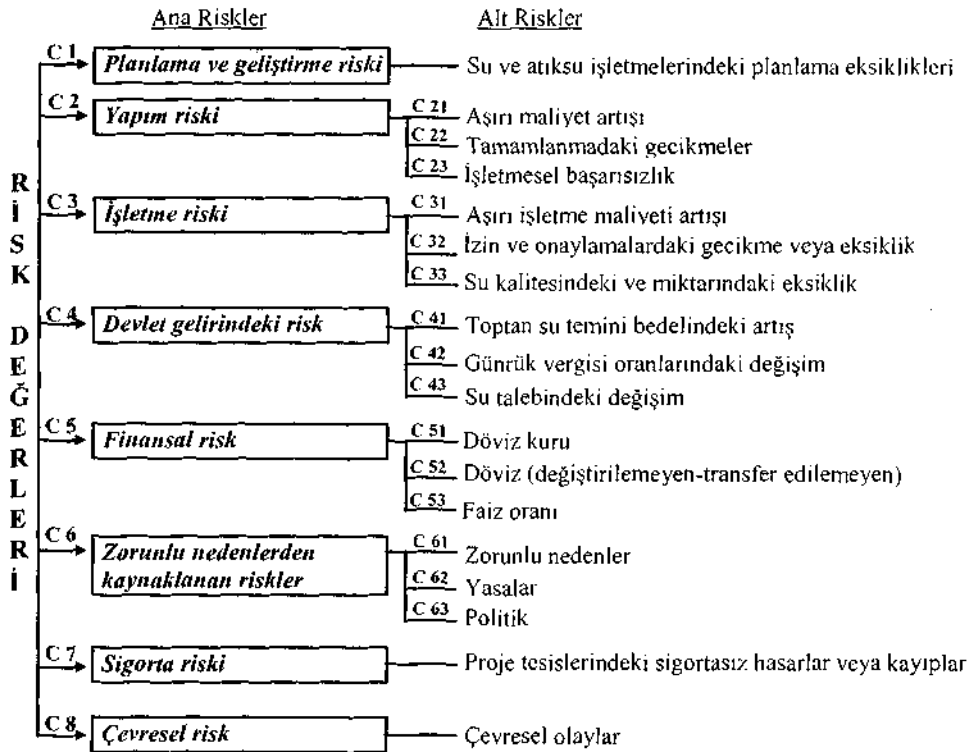 Ana Riskler
Alt Riskler
RİSK DEĞERLERİ
C 1 Planlama ve geliştirme riski
Su ve atıksu işletmelerindeki planlama eksiklikleri
C 2 Yapım riski
C 21 Aşırı maliyet artışı
C 22 Tamamlanmadaki gecikmeler
C 23 İşletmesel başarısızlık
C 3 İşletme riski
C 31 Aşırı işletme maliyeti artışı
C 32 İzin ve onaylamalardaki gecikme veya eksiklik
C 33 Su kalitesindeki ve miktarındaki eksiklik
C 4 Devlet gelirindeki risk
C 41 Toptan su temini bedelindeki artış
C 42 Günrük vergisi oranlarındaki değişim
C 43 Su talebindeki değişim
C 5 Finansal risk
C 51 Döviz kuru
C 52 Döviz (değiştirilemeyen-transfer edilemeyen)
C 53 Faiz oranı
C 6 Zorunlu nedenlerden
kaynaklanan riskler
C 61 Zorunlu nedenler
C 62 Yasalar
C 63 Politik
C 7 Sigorta riski
Proje tesislerindeki sigortasız hasarlar veya kayıplar
C 8 Çevresel risk
Çevresel olaylar